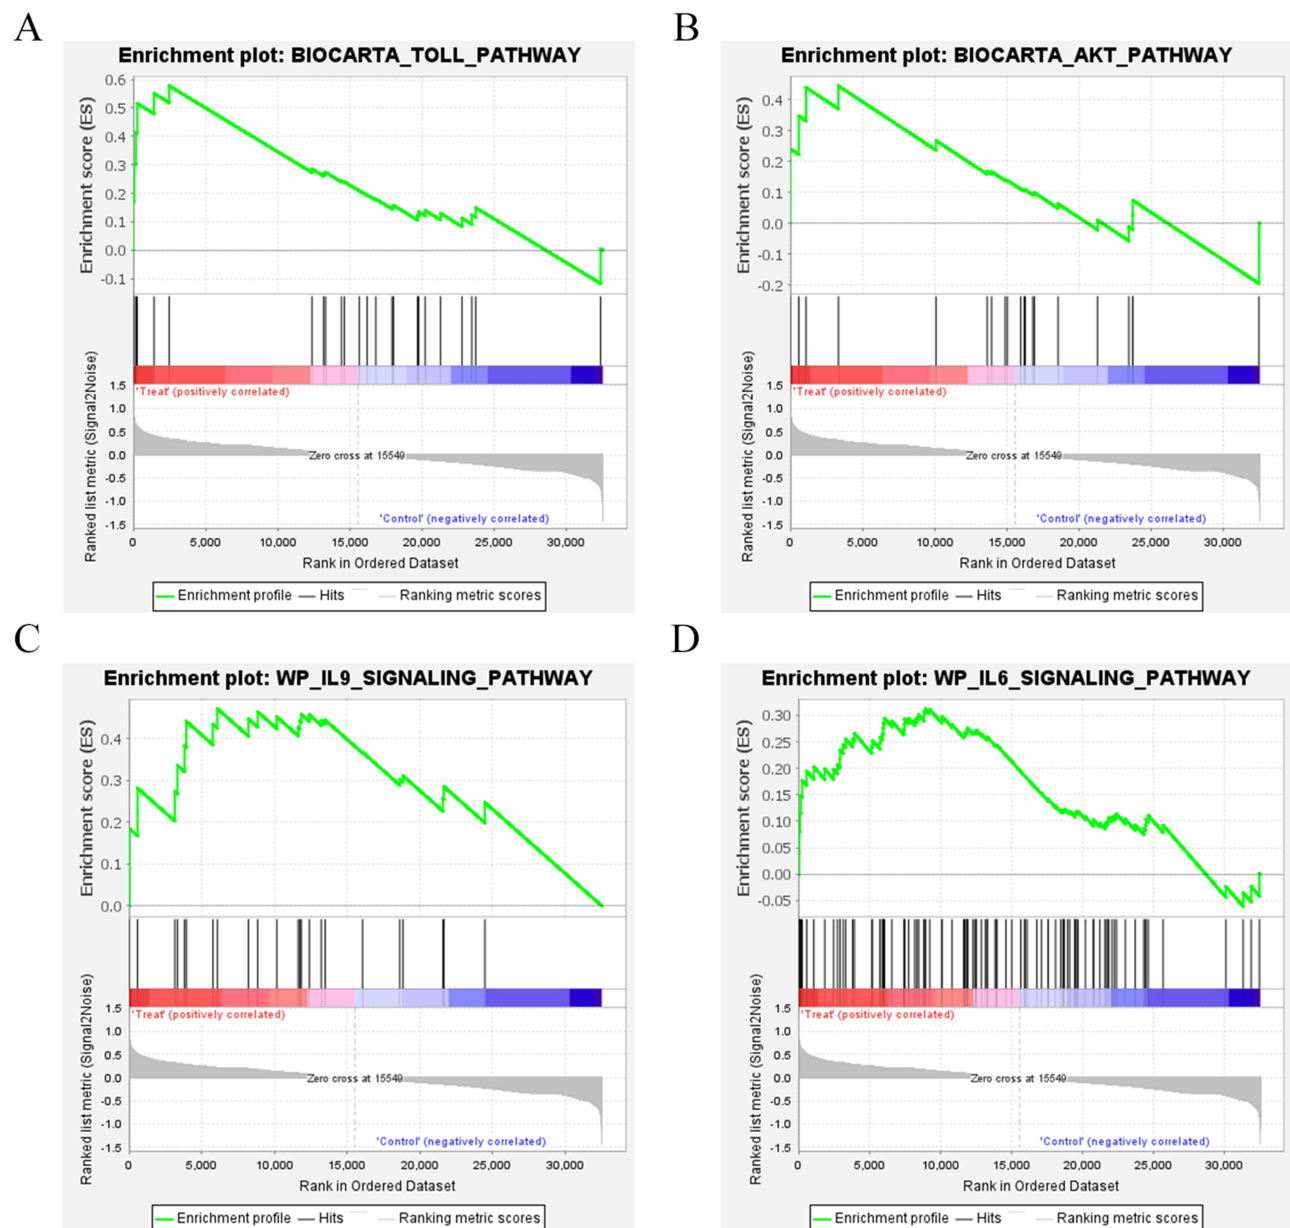 A
Enrichment plot: BIOCARTA_TOLL_PATHWAY
Enrichment score (ES)
0.6
0.5
0.4
0.3
0.2
0.1
0.0
-0.1
Ranked list metric (Signal2Noise)
1.5
1.0
0.5
0.0
-0.5
-1.0
-1.5
'Treat' (positively correlated)
Zero cross at 15549
'Control' (negatively correlated)
0 5,000 10,000 15,000 20,000 25,000 30,000
Rank in Ordered Dataset
Enrichment profile Hits Ranking metric scores
B
Enrichment plot: BIOCARTA_AKT_PATHWAY
Enrichment score (ES)
0.4
0.3
0.2
0.1
0.0
-0.1
-0.2
Ranked list metric (Signal2Noise)
1.5
1.0
0.5
0.0
-0.5
-1.0
-1.5
'Treat' (positively correlated)
Zero cross at 15549
'Control' (negatively correlated)
0 5,000 10,000 15,000 20,000 25,000 30,000
Rank in Ordered Dataset
Enrichment profile Hits Ranking metric scores
C
Enrichment plot: WP_IL9_SIGNALING_PATHWAY
Enrichment score (ES)
0.4
0.3
0.2
0.1
0.0
Ranked list metric (Signal2Noise)
1.5
1.0
0.5
0.0
-0.5
-1.0
-1.5
'Treat' (positively correlated)
Zero cross at 15549
'Control' (negatively correlated)
0 5,000 10,000 15,000 20,000 25,000 30,000
Rank in Ordered Dataset
Enrichment profile Hits Ranking metric scores
D
Enrichment plot: WP_IL6_SIGNALING_PATHWAY
Enrichment score (ES)
0.30
0.25
0.20
0.15
0.10
0.05
0.00
-0.05
Ranked list metric (Signal2Noise)
1.5
1.0
0.5
0.0
-0.5
-1.0
-1.5
'Treat' (positively correlated)
Zero cross at 15549
'Control' (negatively correlated)
0 5,000 10,000 15,000 20,000 25,000 30,000
Rank in Ordered Dataset
Enrichment profile Hits Ranking metric scores